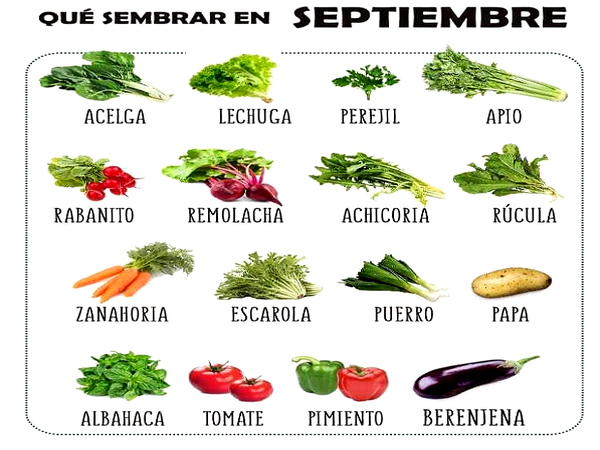 QUÉ SEMBRAR EN SEPTIEMBRE
ACELGA LECHUGA PEREJIL APIO
RABANITO REMOLACHA ACHICORIA RÚCULA
ZANAHORIA ESCAROLA PUERRO PAPA
ALBAHACA TOMATE PIMIENTO BERENJENA